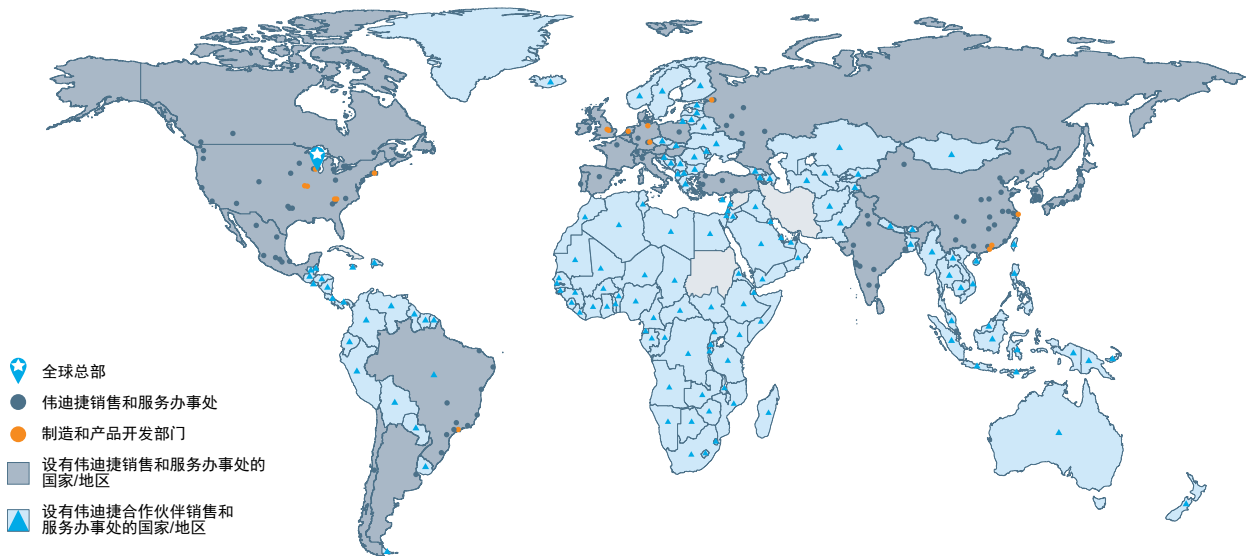 全球总部
伟迪捷销售和服务办事处
制造和产品开发部门
设有伟迪捷销售和服务办事处的
国家/地区
设有伟迪捷合作伙伴销售和
服务办事处的国家/地区